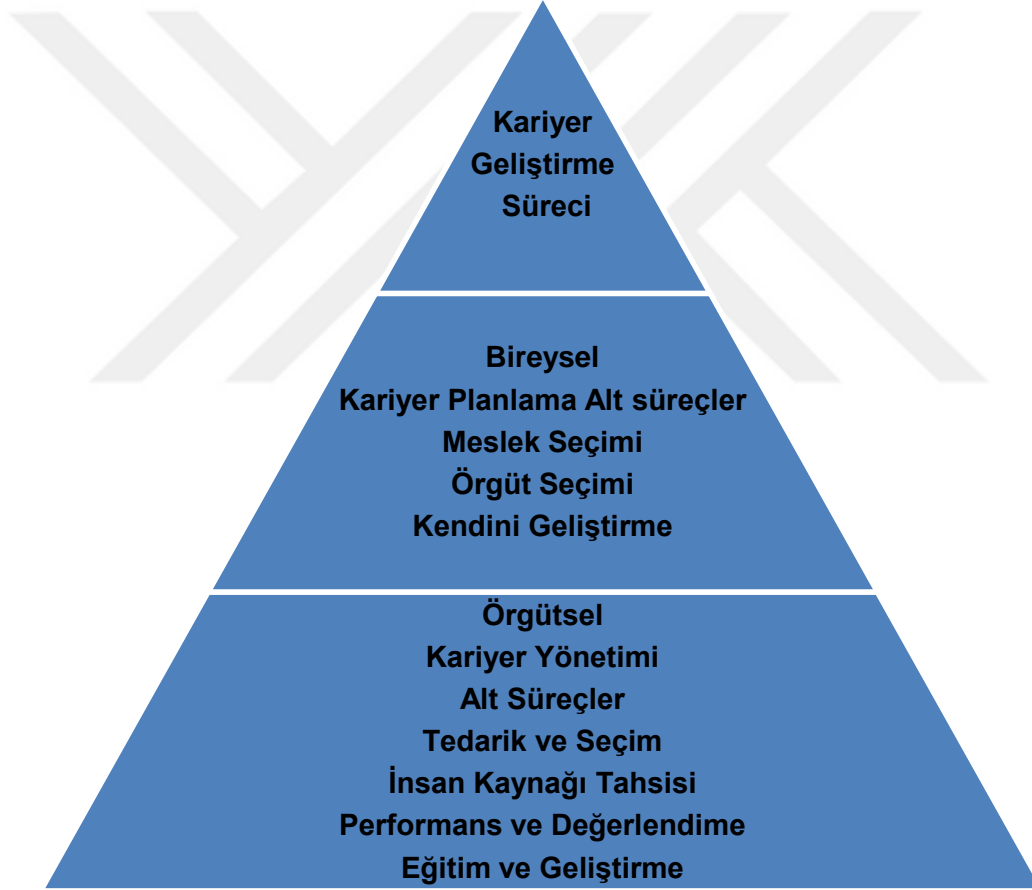 Kariyer
Geliştirme
Süreci
Bireysel
Kariyer Planlama Alt süreçler
Meslek Seçimi
Örgüt Seçimi
Kendini Geliştirme
Örgütsel
Kariyer Yönetimi
Alt Süreçler
Tedarik ve Seçim
İnsan Kaynağı Tahsisi
Performans ve Değerlendime
Eğitim ve Geliştirme